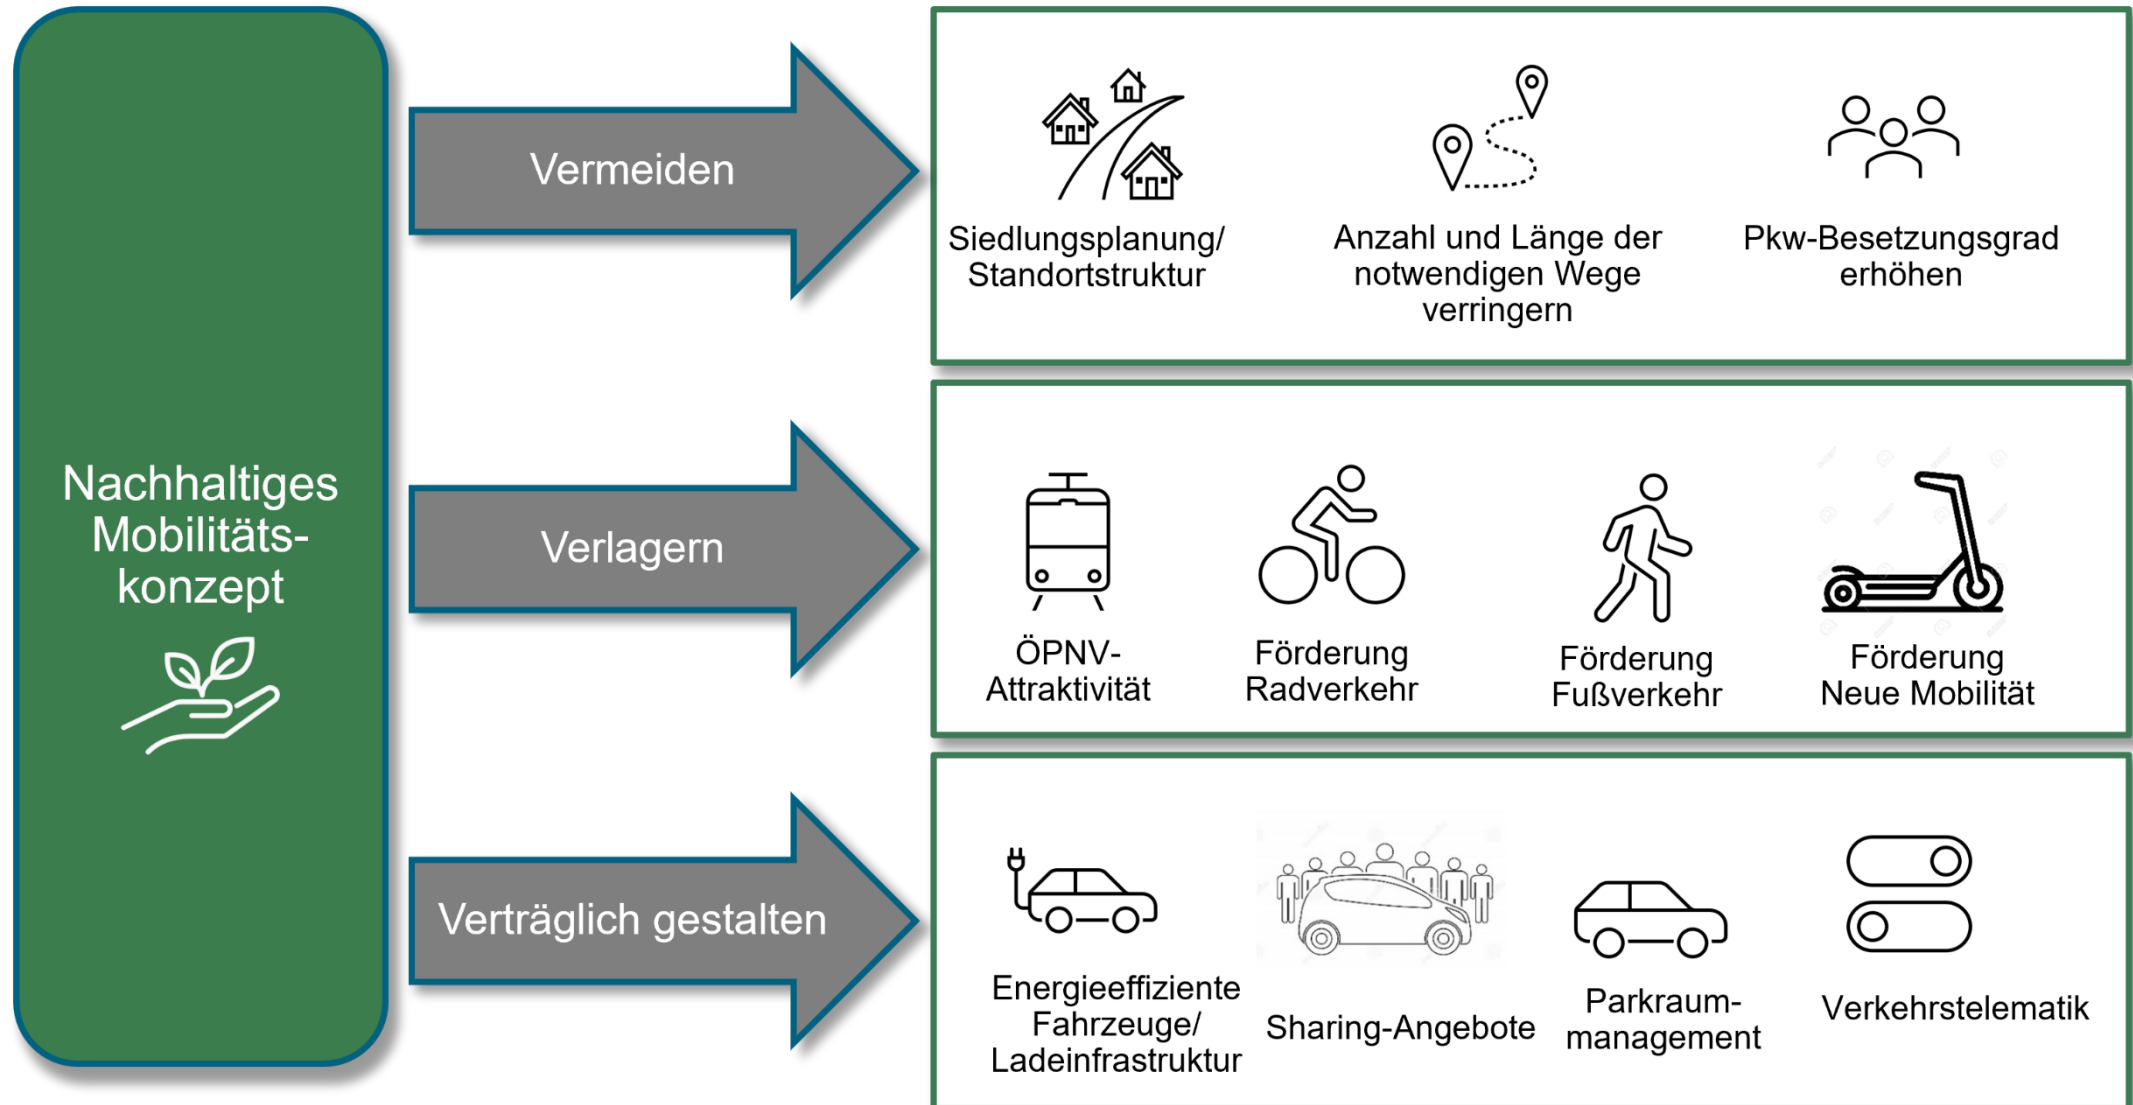 Nachhaltiges
Mobilitäts-
konzept
Vermeiden
Siedlungsplanung/
Standortstruktur
Anzahl und Länge der
notwendigen Wege
verringern
Pkw-Besetzungsgrad
erhöhen
Verlagern
ÖPNV-
Attraktivität
Förderung
Radverkehr
Förderung
Fußverkehr
Förderung
Neue Mobilität
Verträglich gestalten
Energieeffiziente
Fahrzeuge/
Ladeinfrastruktur
Sharing-Angebote
Parkraum-
management
Verkehrstelematik